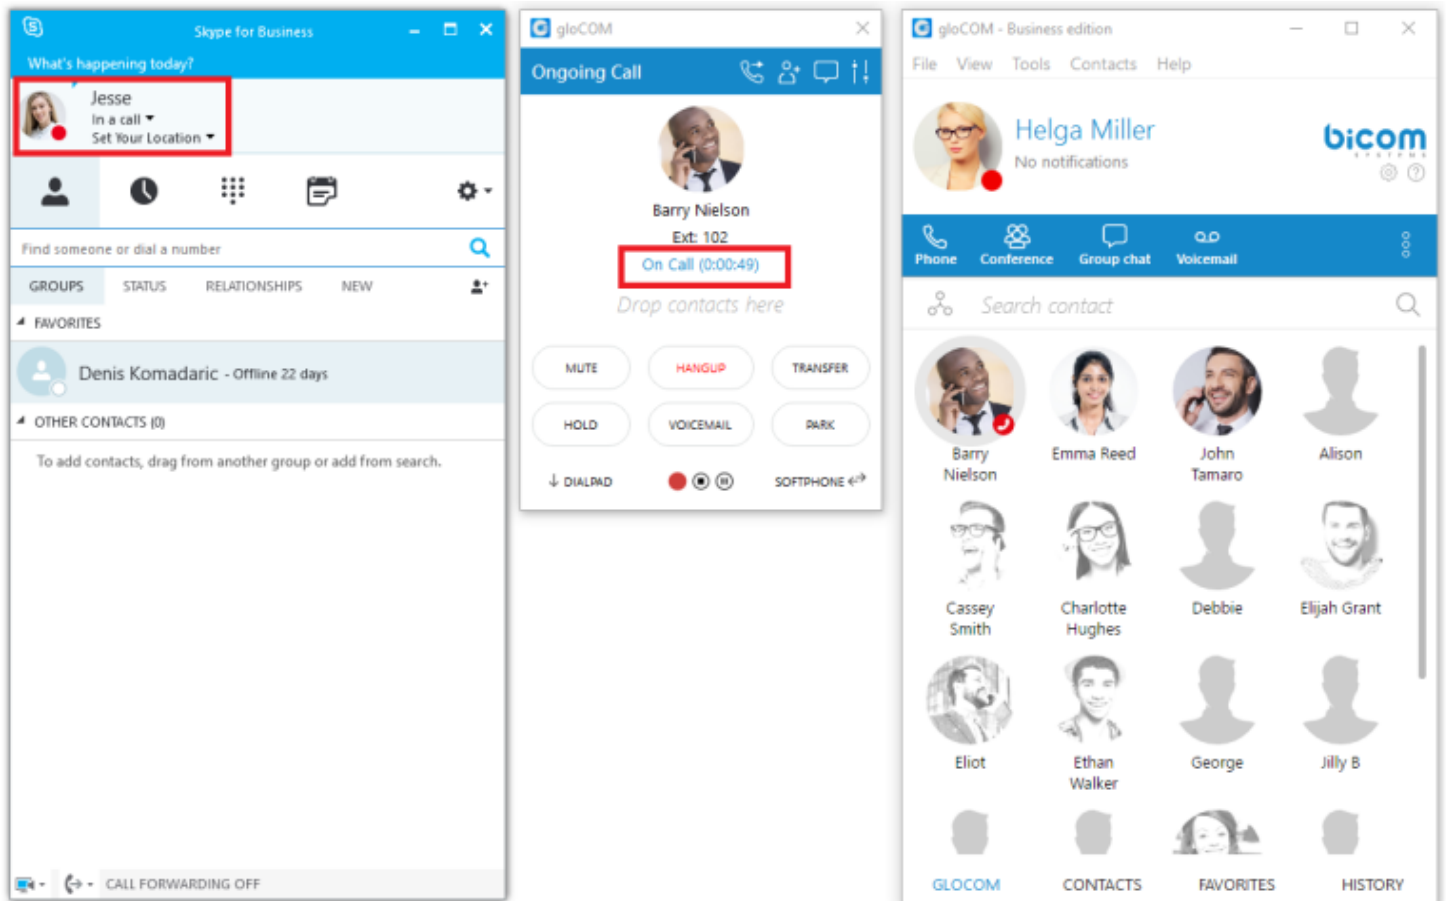 Skype for Business
What's happening today?
Jesse
In a call
Set Your Location
Find someone or dial a number
GROUPS STATUS RELATIONSHIPS NEW
FAVORITES
Denis Komadaric - Offline 22 days
OTHER CONTACTS (0)
To add contacts, drag from another group or add from search.
CALL FORWARDING OFF
gloCOM
Ongoing Call
Barry Nielson
Ext: 102
On Call (0:00:49)
Drop contacts here
MUTE HANGUP TRANSFER
HOLD VOICEMAIL PARK
DIALPAD SOFTPHONE
gloCOM - Business edition
File View Tools Contacts Help
Helga Miller
No notifications
bicom
SYSTEMS
Phone Conference Group chat Voicemail
Search contact
Barry Nielson
Emma Reed
John Tamaro
Alison
Cassey Smith
Charlotte Hughes
Debbie
Elijah Grant
Eliot
Ethan Walker
George
Jilly B
GLOCOM CONTACTS FAVORITES HISTORY